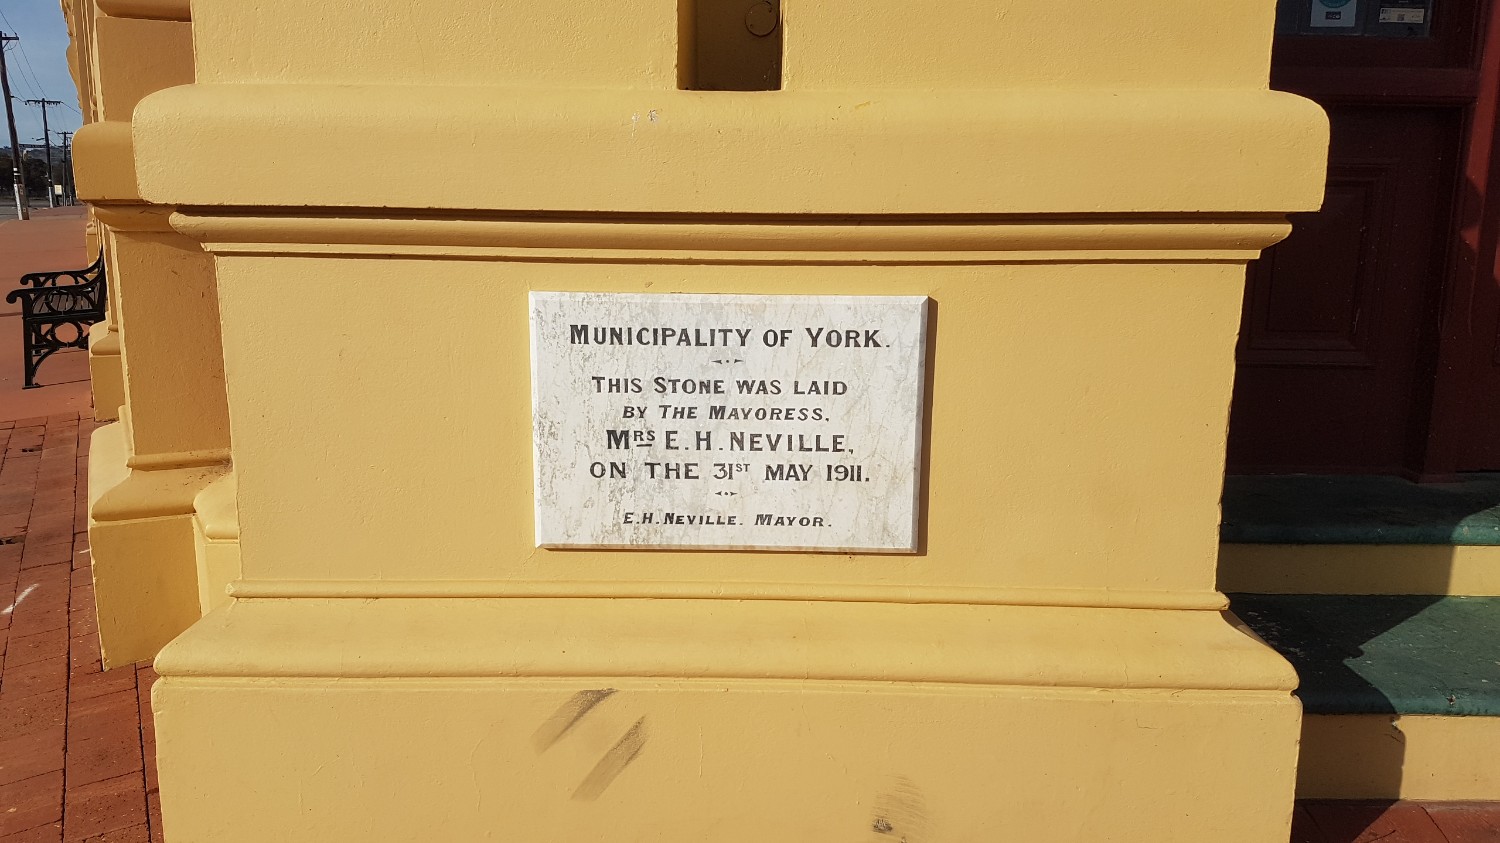 MUNICIPALITY OF YORK.
THIS STONE WAS LAID
BY THE MAYORESS,
MRS E.H. NEVILLE,
ON THE 31ST MAY 1911.
E.H. NEVILLE. MAYOR.